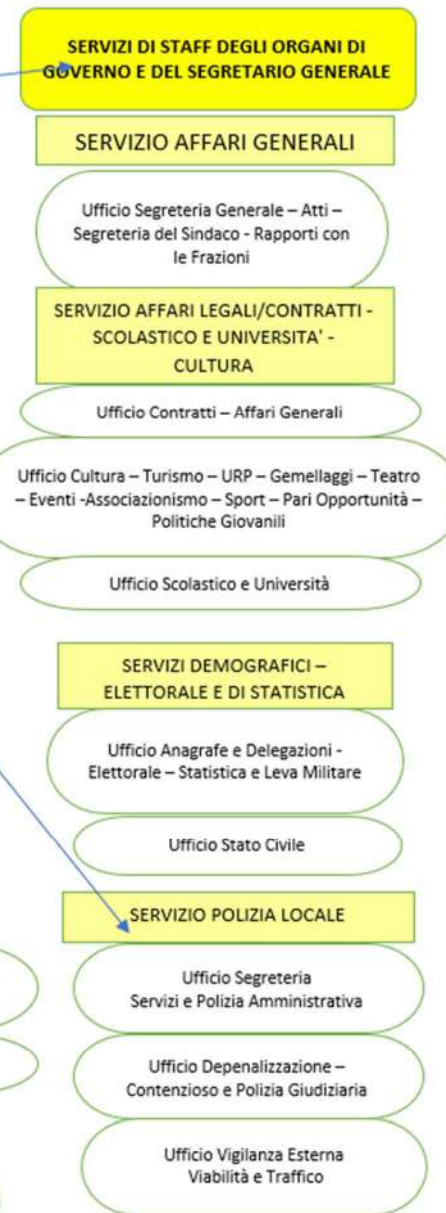 SERVIZI DI STAFF DEGLI ORGANI DI
GOVERNO E DEL SEGRETARIO GENERALE
SERVIZIO AFFARI GENERALI
Ufficio Segreteria Generale – Atti –
Segreteria del Sindaco - Rapporti con
le Frazioni
SERVIZIO AFFARI LEGALI/CONTRATTI -
SCOLASTICO E UNIVERSITA' -
CULTURA
Ufficio Contratti – Affari Generali
Ufficio Cultura – Turismo – URP – Gemellaggi – Teatro
– Eventi -Associazionismo – Sport – Pari Opportunità –
Politiche Giovanili
Ufficio Scolastico e Università
SERVIZI DEMOGRAFICI –
ELETTORALE E DI STATISTICA
Ufficio Anagrafe e Delegazioni -
Elettorale – Statistica e Leva Militare
Ufficio Stato Civile
SERVIZIO POLIZIA LOCALE
Ufficio Segreteria
Servizi e Polizia Amministrativa
Ufficio Depenalizzazione –
Contenzioso e Polizia Giudiziaria
Ufficio Vigilanza Esterna
Viabilità e Traffico